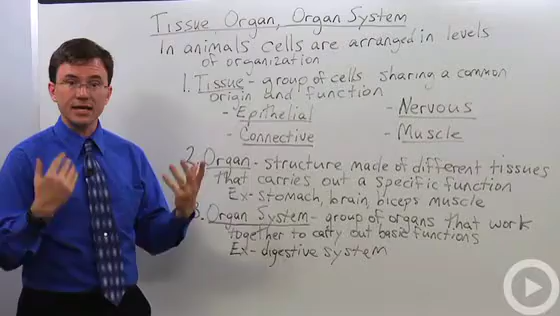 Tissue, Organ, Organ System
In animals cells are arranged in levels
of organization
1. Tissue - group of cells sharing a common
origin and function
- Epithelial - Nervous
- Connective - Muscle
2. Organ - structure made of different tissues
that carries out a specific function
Ex- stomach, brain, biceps muscle
3. Organ System - group of organs that work
together to carry out basic functions
Ex- digestive system